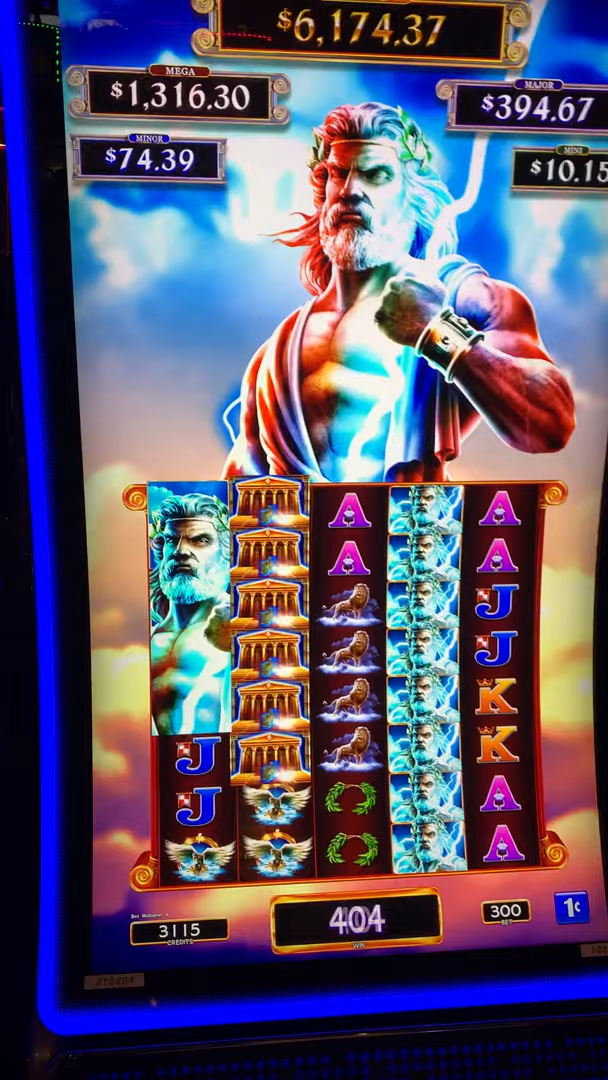 $6,174.37
MEGA
$1,316.30
MAJOR
$394.67
MINOR
$74.39
MINI
$10.15
A A
A A
J
J
K
J K
J A
A
3115
CREDITS
404
WIN
300
BET
1¢